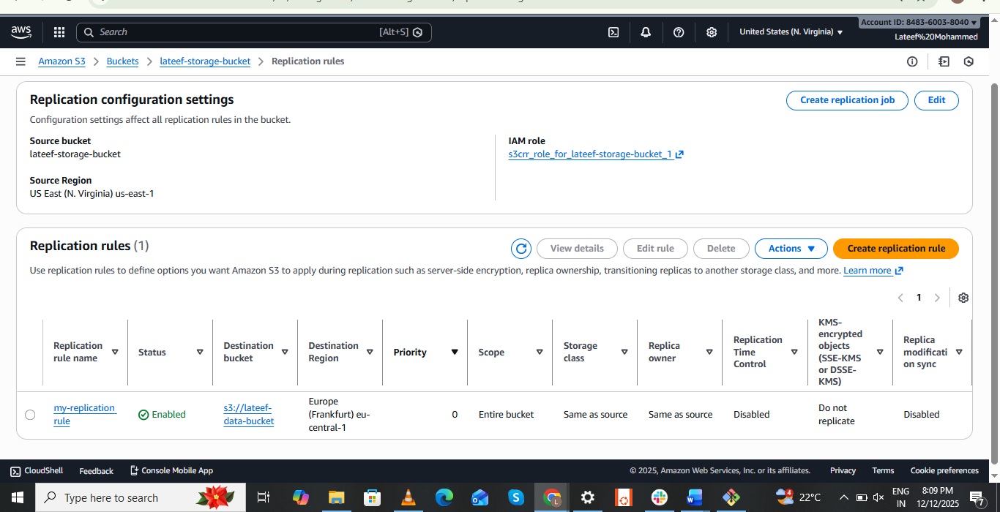 aws
Search
[Alt+S]
United States (N. Virginia)
Account ID: 8483-6003-8040
Lateef%20Mohammed
Amazon S3
Buckets
lateef-storage-bucket
Replication rules
Replication configuration settings
Create replication job
Edit
Configuration settings affect all replication rules in the bucket.
Source bucket
lateef-storage-bucket
IAM role
s3crr_role_for_lateef-storage-bucket_1
Source Region
US East (N. Virginia) us-east-1
Replication rules (1)
View details
Edit rule
Delete
Actions
Create replication rule
Use replication rules to define options you want Amazon S3 to apply during replication such as server-side encryption, replica ownership, transitioning replicas to another storage class, and more. Learn more
1
Replication
rule name
Status
Destination
bucket
Destination
Region
Priority
Scope
Storage
class
Replica
owner
Replication
Time
Control
KMS-
encrypted
objects
(SSE-KMS
or DSSE-
KMS)
Replica
modificati
on sync
my-replication
rule
Enabled
s3://lateef-
data-bucket
Europe
(Frankfurt) eu-
central-1
0
Entire bucket
Same as source
Same as source
Disabled
Do not
replicate
Disabled
CloudShell
Feedback
Console Mobile App
© 2025, Amazon Web Services, Inc. or its affiliates.
Privacy
Terms
Cookie preferences
Type here to search
L
4
22°C
ENG
IN
8:09 PM
12/12/2025
7